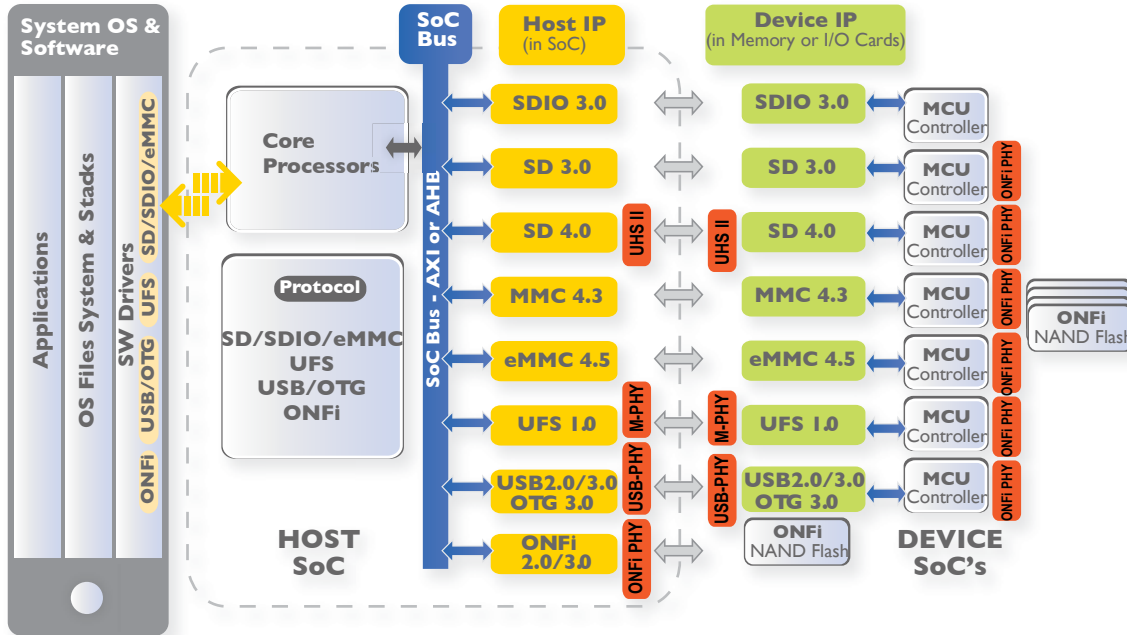 System OS &
Software
Applications
OS Files System & Stadks
SW Drivers
SD/SDIO/eMMC
UFS
USB/OTG
ONFi
Core
Processors
Protocol
SD/SDIO/eMMC
UFS
USB/OTG
ONFi
HOST
SoC
SoC
Bus
SoC Bus - AXI or AHB
Host IP
(in SoC)
SDIO 3.0
SD 3.0
SD 4.0
UHS II
MMC 4.3
eMMC 4.5
UFS 1.0
M-PHY
USB2.0/3.0
OTG 3.0
USB-PHY
ONFi
2.0/3.0
ONFi PHY
Device IP
(in Memory or I/O Cards)
SDIO 3.0
MCU
Controller
SD 3.0
MCU
Controller
ONFi PHY
UHS II
SD 4.0
MCU
Controller
ONFi PHY
MMC 4.3
MCU
Controller
ONFi PHY
eMMC 4.5
MCU
Controller
ONFi PHY
M-PHY
UFS 1.0
MCU
Controller
ONFi PHY
USB-PHY
USB2.0/3.0
OTG 3.0
MCU
Controller
ONFi PHY
ONFi
NAND Flash
DEVICE
SoC's
ONFi
NAND Flash